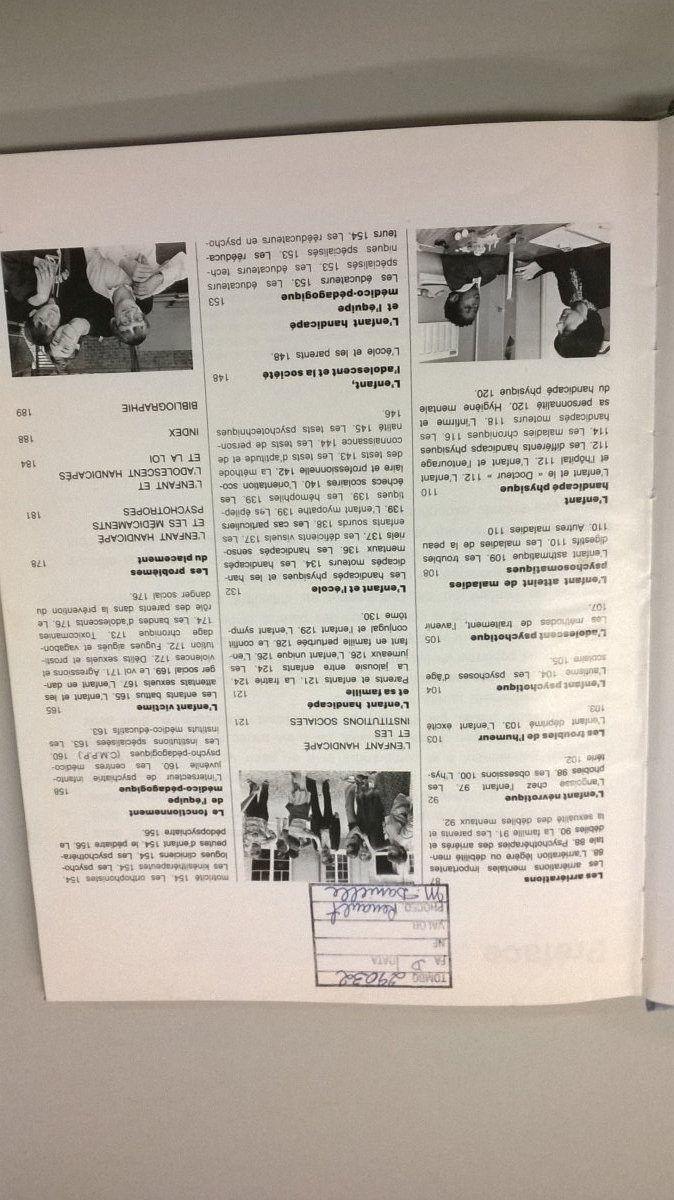 TOMBO 29032
FA D DATA
NF
VALOR
PROCED. Renault
M. Danielle
Les arriérations 87
Les arriérations mentales importantes
88. L'arriération légère ou débilité men-
tale 88. Psychothérapies des arriérés et
débiles 90. La famille 91. Les parents et
la sexualité des débiles mentaux 92.
L'enfant névrotique 92
L'angoisse chez l'enfant 97. Les
phobies 98. Les obsessions 100. L'hys-
térie 102.
Les troubles de l'humeur 103
L'enfant déprimé 103. L'enfant excité
103.
L'enfant psychotique 104
L'autisme 104. Les psychoses d'âge
scolaire 105.
L'adolescent psychotique 105
Les méthodes de traitement, l'avenir
107.
L'enfant atteint de maladies
psychosomatiques 108
L'enfant asthmatique 109. Les troubles
digestifs 110. Les maladies de la peau
110. Autres maladies 110
L'enfant
handicapé physique 110
L'enfant et le « Docteur » 112. L'enfant
et l'hôpital 112. L'enfant et l'entourage
112. Les différents handicaps physiques
114. Les maladies chroniques 116. Les
handicapés moteurs 118. L'infirme et
sa personnalité 120. Hygiène mentale
du handicapé physique 120.
L'ENFANT HANDICAPÉ
ET LES
INSTITUTIONS SOCIALES 121
L'enfant handicapé
et sa famille 121
Parents et enfants 121. La fratrie 124.
La jalousie entre enfants 124. Les
jumeaux 126. L'enfant unique 126. L'en-
fant en famille perturbée 128. Le conflit
conjugal et l'enfant 129. L'enfant symp-
tôme 130.
L'enfant et l'école 132
Les handicapés physiques et les han-
dicapés moteurs 134. Les handicapés
mentaux 136. Les handicapés senso-
riels 137. Les déficients visuels 137. Les
enfants sourds 138. Les cas particuliers
139. L'enfant myopathe 139. Les épilep-
tiques 139. Les hémophiles 139. Les
échecs scolaires 140. L'orientation sco-
laire et professionnelle 142. La méthode
des tests 143. Les tests d'aptitude et de
connaissance 144. Les tests de person-
nalité 145. Les tests psychotechniques
146.
L'enfant,
l'adolescent et la société 148
L'école et les parents 148.
L'enfant handicapé
et l'équipe
médico-pédagogique 153
Les éducateurs 153. Les éducateurs
spécialisés 153. Les éducateurs tech-
niques spécialisés 153. Les rééduca-
teurs 154. Les rééducateurs en psycho-
motricité 154. Les orthophonistes 154.
Les kinésithérapeutes 154. Les psycho-
logues cliniciens 154. Les psychothéra-
peutes d'enfant 154. Le pédiatre 156. Le
pédopsychiatre 156.
Le fonctionnement
de l'équipe
médico-pédagogique 158
L'intersecteur de psychiatrie infanto-
juvénile 160. Les centres médico-
psycho-pédagogiques (C.M.P.P.) 160.
Les institutions spécialisées 163. Les
instituts médico-éducatifs 163.
L'enfant victime 165
Les enfants battus 165. L'enfant et les
attentats sexuels 167. L'enfant en dan-
ger social 169. Le vol 171. Agression et
violences 172. Délits sexuels et prosti-
tution 172. Fugues aiguës et vagabon-
dage chronique 173. Toxicomanies
174. Les bandes d'adolescents 176. Le
rôle des parents dans la prévention du
danger social 176.
Les problèmes
du placement 178
L'ENFANT HANDICAPÉ
ET LES MÉDICAMENTS
PSYCHOTROPES 181
L'ENFANT ET
L'ADOLESCENT HANDICAPÉS
ET LA LOI 184
INDEX 188
BIBLIOGRAPHIE 189